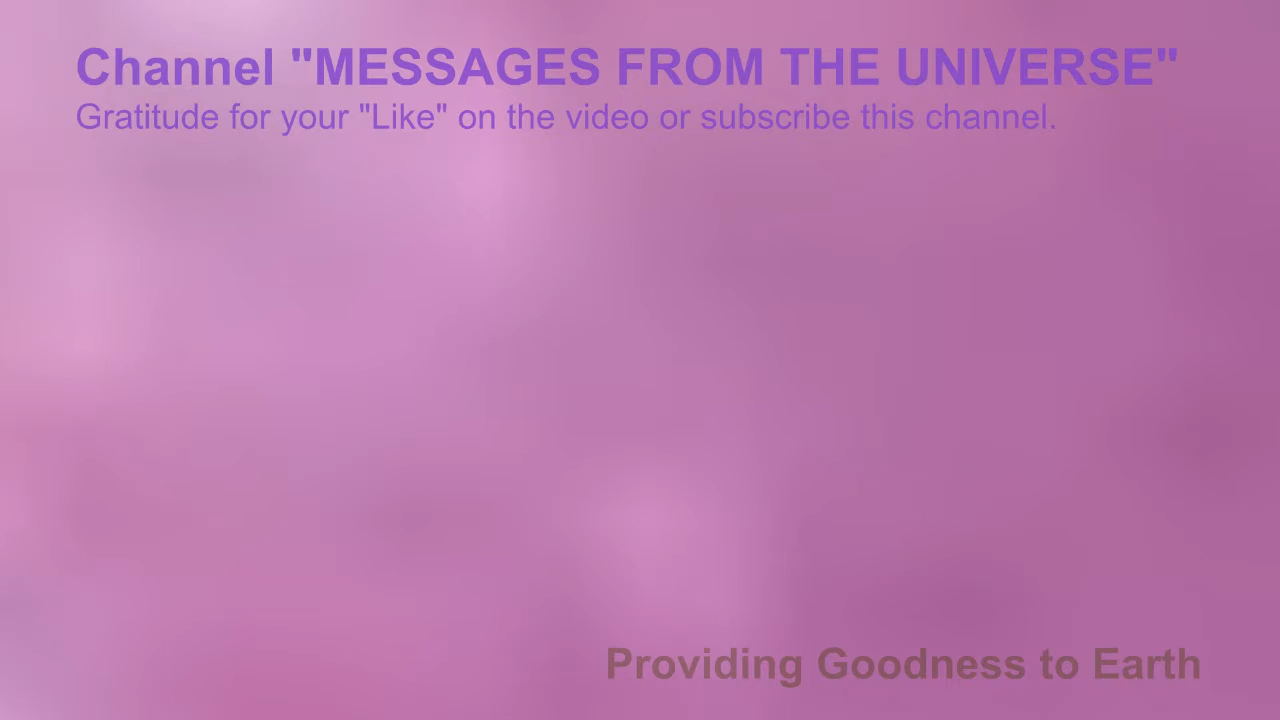 Channel "MESSAGES FROM THE UNIVERSE"
Gratitude for your "Like" on the video or subscribe this channel.
Providing Goodness to Earth